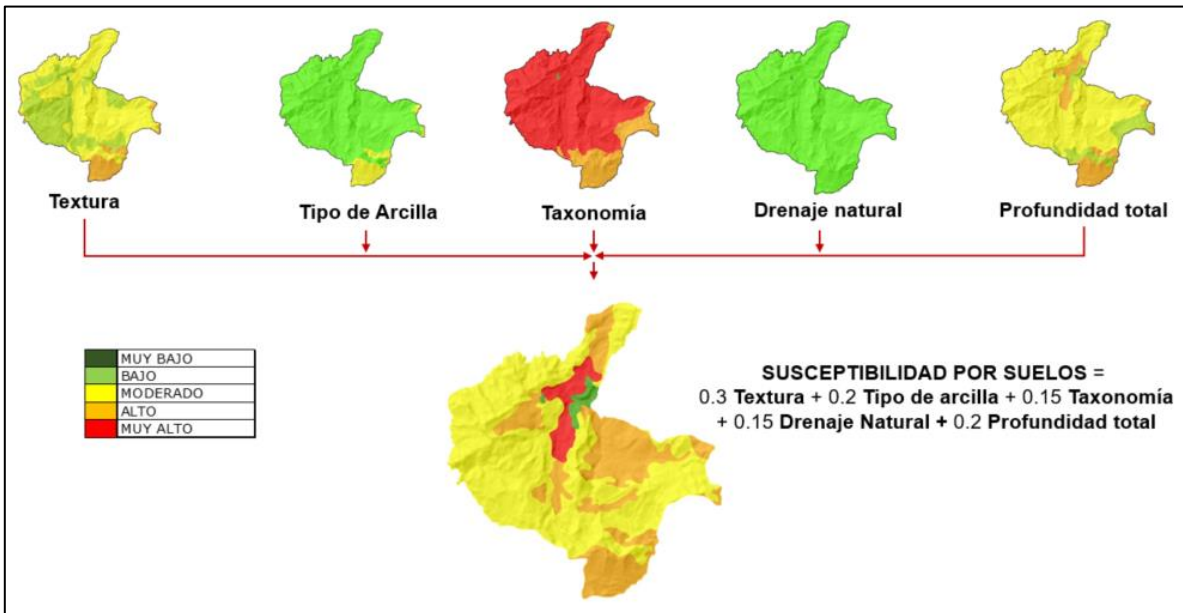 Textura
Tipo de Arcilla
Taxonomía
Drenaje natural
Profundidad total
MUY BAJO
BAJO
MODERADO
ALTO
MUY ALTO
SUSCEPTIBILIDAD POR SUELOS =
0.3 Textura + 0.2 Tipo de arcilla + 0.15 Taxonomía
+ 0.15 Drenaje Natural + 0.2 Profundidad total